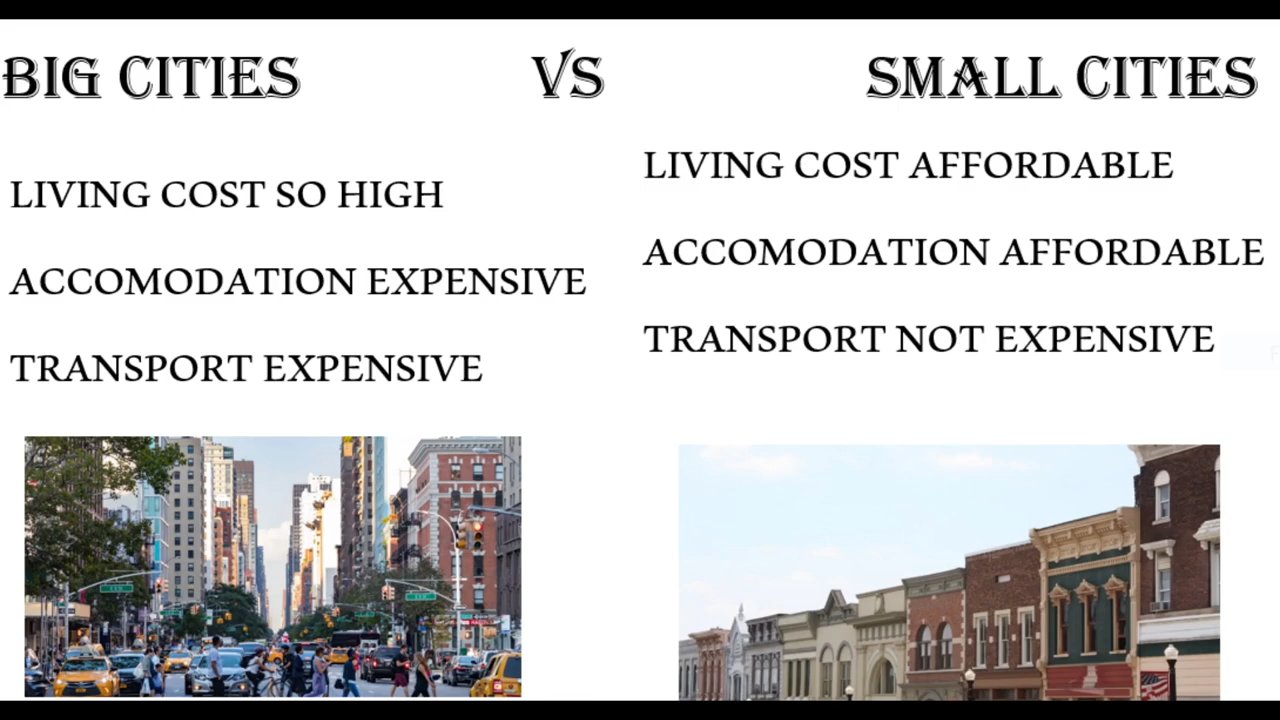 BIG CITIES VS SMALL CITIES
LIVING COST SO HIGH
ACCOMODATION EXPENSIVE
TRANSPORT EXPENSIVE
LIVING COST AFFORDABLE
ACCOMODATION AFFORDABLE
TRANSPORT NOT EXPENSIVE